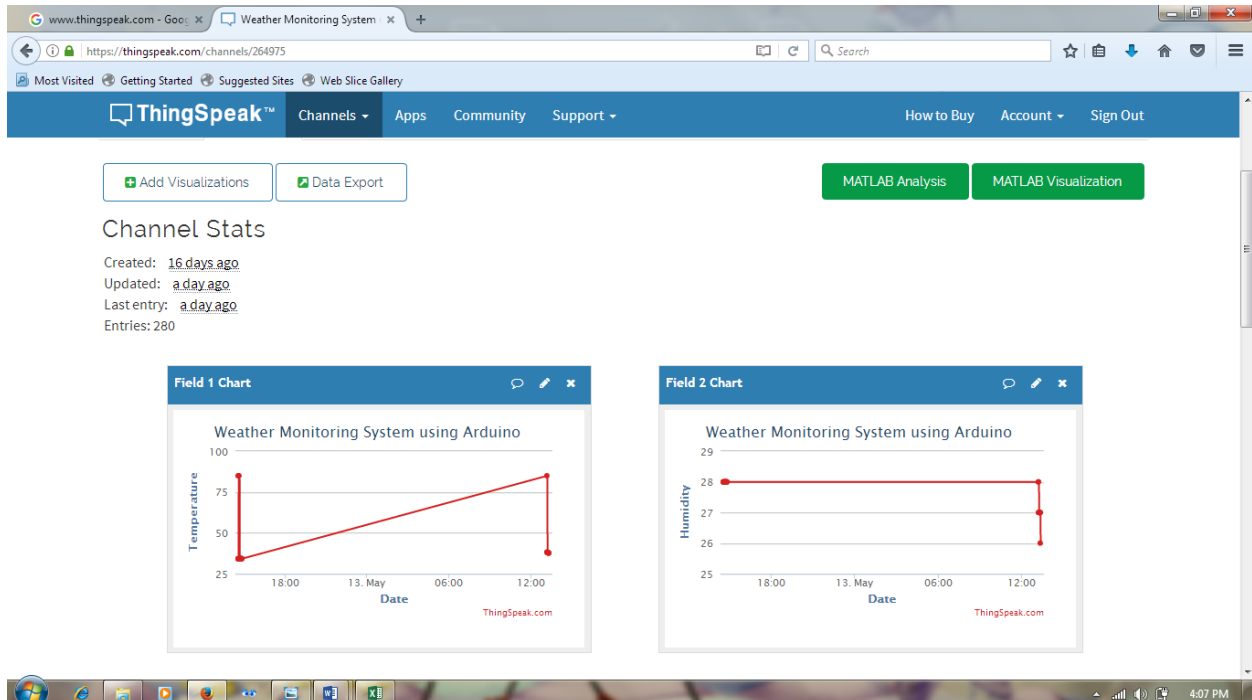 www.thingspeak.com - Goog
Weather Monitoring System
https://thingspeak.com/channels/264975
Search
Most Visited Getting Started Suggested Sites Web Slice Gallery
ThingSpeak™ Channels Apps Community Support How to Buy Account Sign Out
Add Visualizations Data Export MATLAB Analysis MATLAB Visualization
Channel Stats
Created: 16 days ago
Updated: a day ago
Last entry: a day ago
Entries: 280
Field 1 Chart
Weather Monitoring System using Arduino
Temperature
100
75
50
25
18:00 13. May 06:00 12:00
Date
ThingSpeak.com
Field 2 Chart
Weather Monitoring System using Arduino
Humidity
29
28
27
26
25
18:00 13. May 06:00 12:00
Date
ThingSpeak.com
4:07 PM